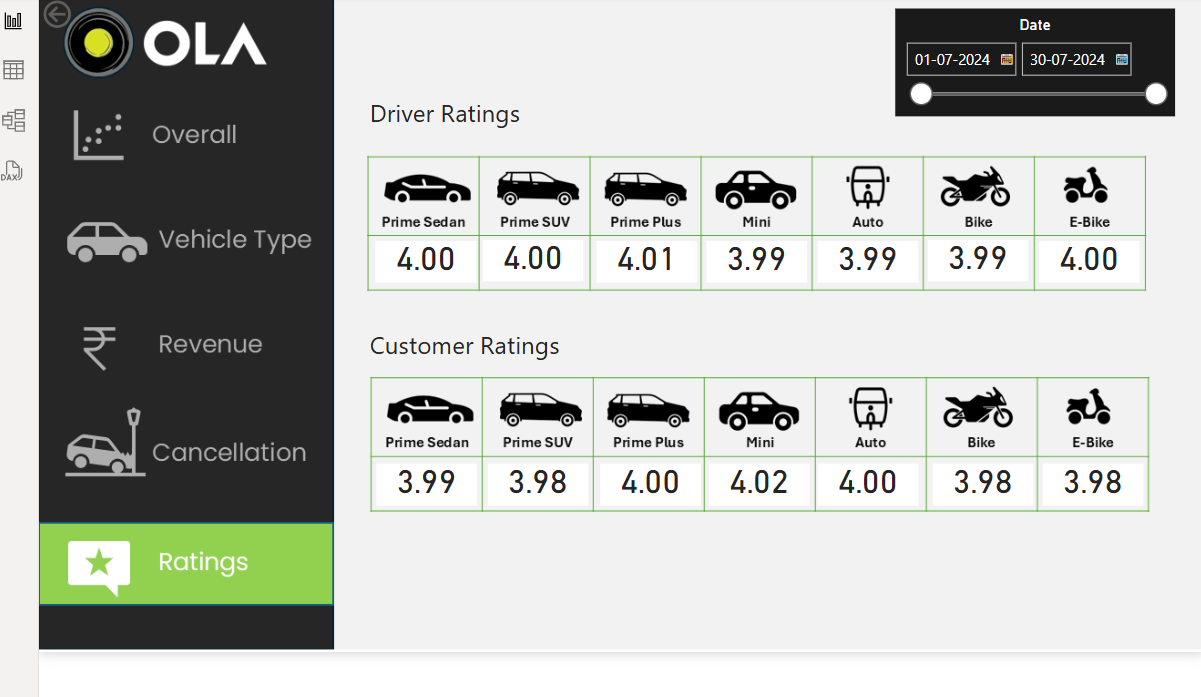 OLA
Date
01-07-2024 30-07-2024
DAX
Overall
Vehicle Type
Revenue
Cancellation
Ratings
Driver Ratings
Prime Sedan Prime SUV Prime Plus Mini Auto Bike E-Bike
4.00 4.00 4.01 3.99 3.99 3.99 4.00
Customer Ratings
Prime Sedan Prime SUV Prime Plus Mini Auto Bike E-Bike
3.99 3.98 4.00 4.02 4.00 3.98 3.98